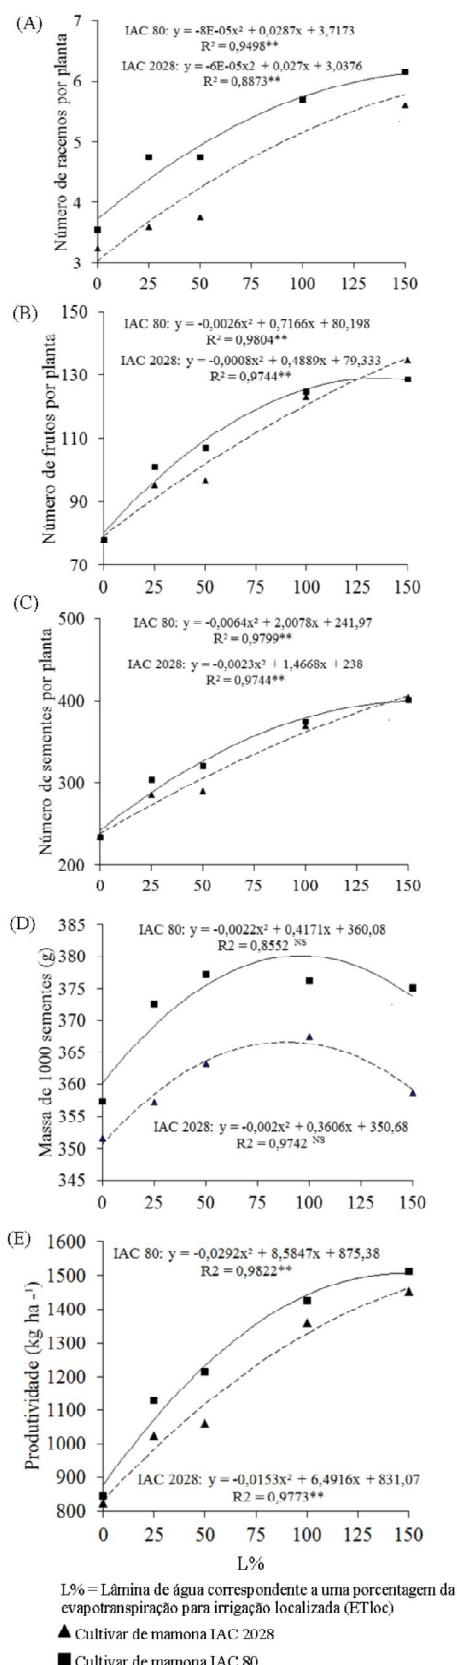 (A)
Número de racemos por planta
7
6
5
4
3
IAC 80: y = -8E-05x² + 0,0287x + 3,7173
R² = 0,9498**
IAC 2028: y = -6E-05x2 + 0,027x + 3,0376
R² = 0,8873**
0 25 50 75 100 125 150
(B)
Número de frutos por planta
150
130
110
90
70
IAC 80: y = -0,0026x² + 0,7166x + 80,198
R² = 0,9804**
IAC 2028: y = -0,0008x² + 0,4889x + 79,333
R² = 0,9744**
0 25 50 75 100 125 150
(C)
Número de sementes por planta
500
400
300
200
IAC 80: y = -0,0064x² + 2,0078x + 241,97
R² = 0,9799**
IAC 2028: y = -0,0023x² + 1,4668x + 238
R² = 0,9744**
0 25 50 75 100 125 150
(D)
Massa de 1000 sementes (g)
385
380
375
370
365
360
355
350
345
IAC 80: y = -0,0022x² + 0,4171x + 360,08
R2 = 0,8552 NS
IAC 2028: y = -0,002x² + 0,3606x + 350,68
R2 = 0,9742 NS
0 25 50 75 100 125 150
(E)
Produtividade (kg ha -1)
1600
1500
1400
1300
1200
1100
1000
900
800
IAC 80: y = -0,0292x² + 8,5847x + 875,38
R2 = 0,9822**
IAC 2028: y = -0,0153x² + 6,4916x + 831,07
R2 = 0,9773**
0 25 50 75 100 125 150
L%
L% = Lâmina de água correspondente a uma porcentagem da
evapotranspiração para irrigação localizada (ETloc)
Cultivar de mamona IAC 2028
Cultivar de mamona IAC 80